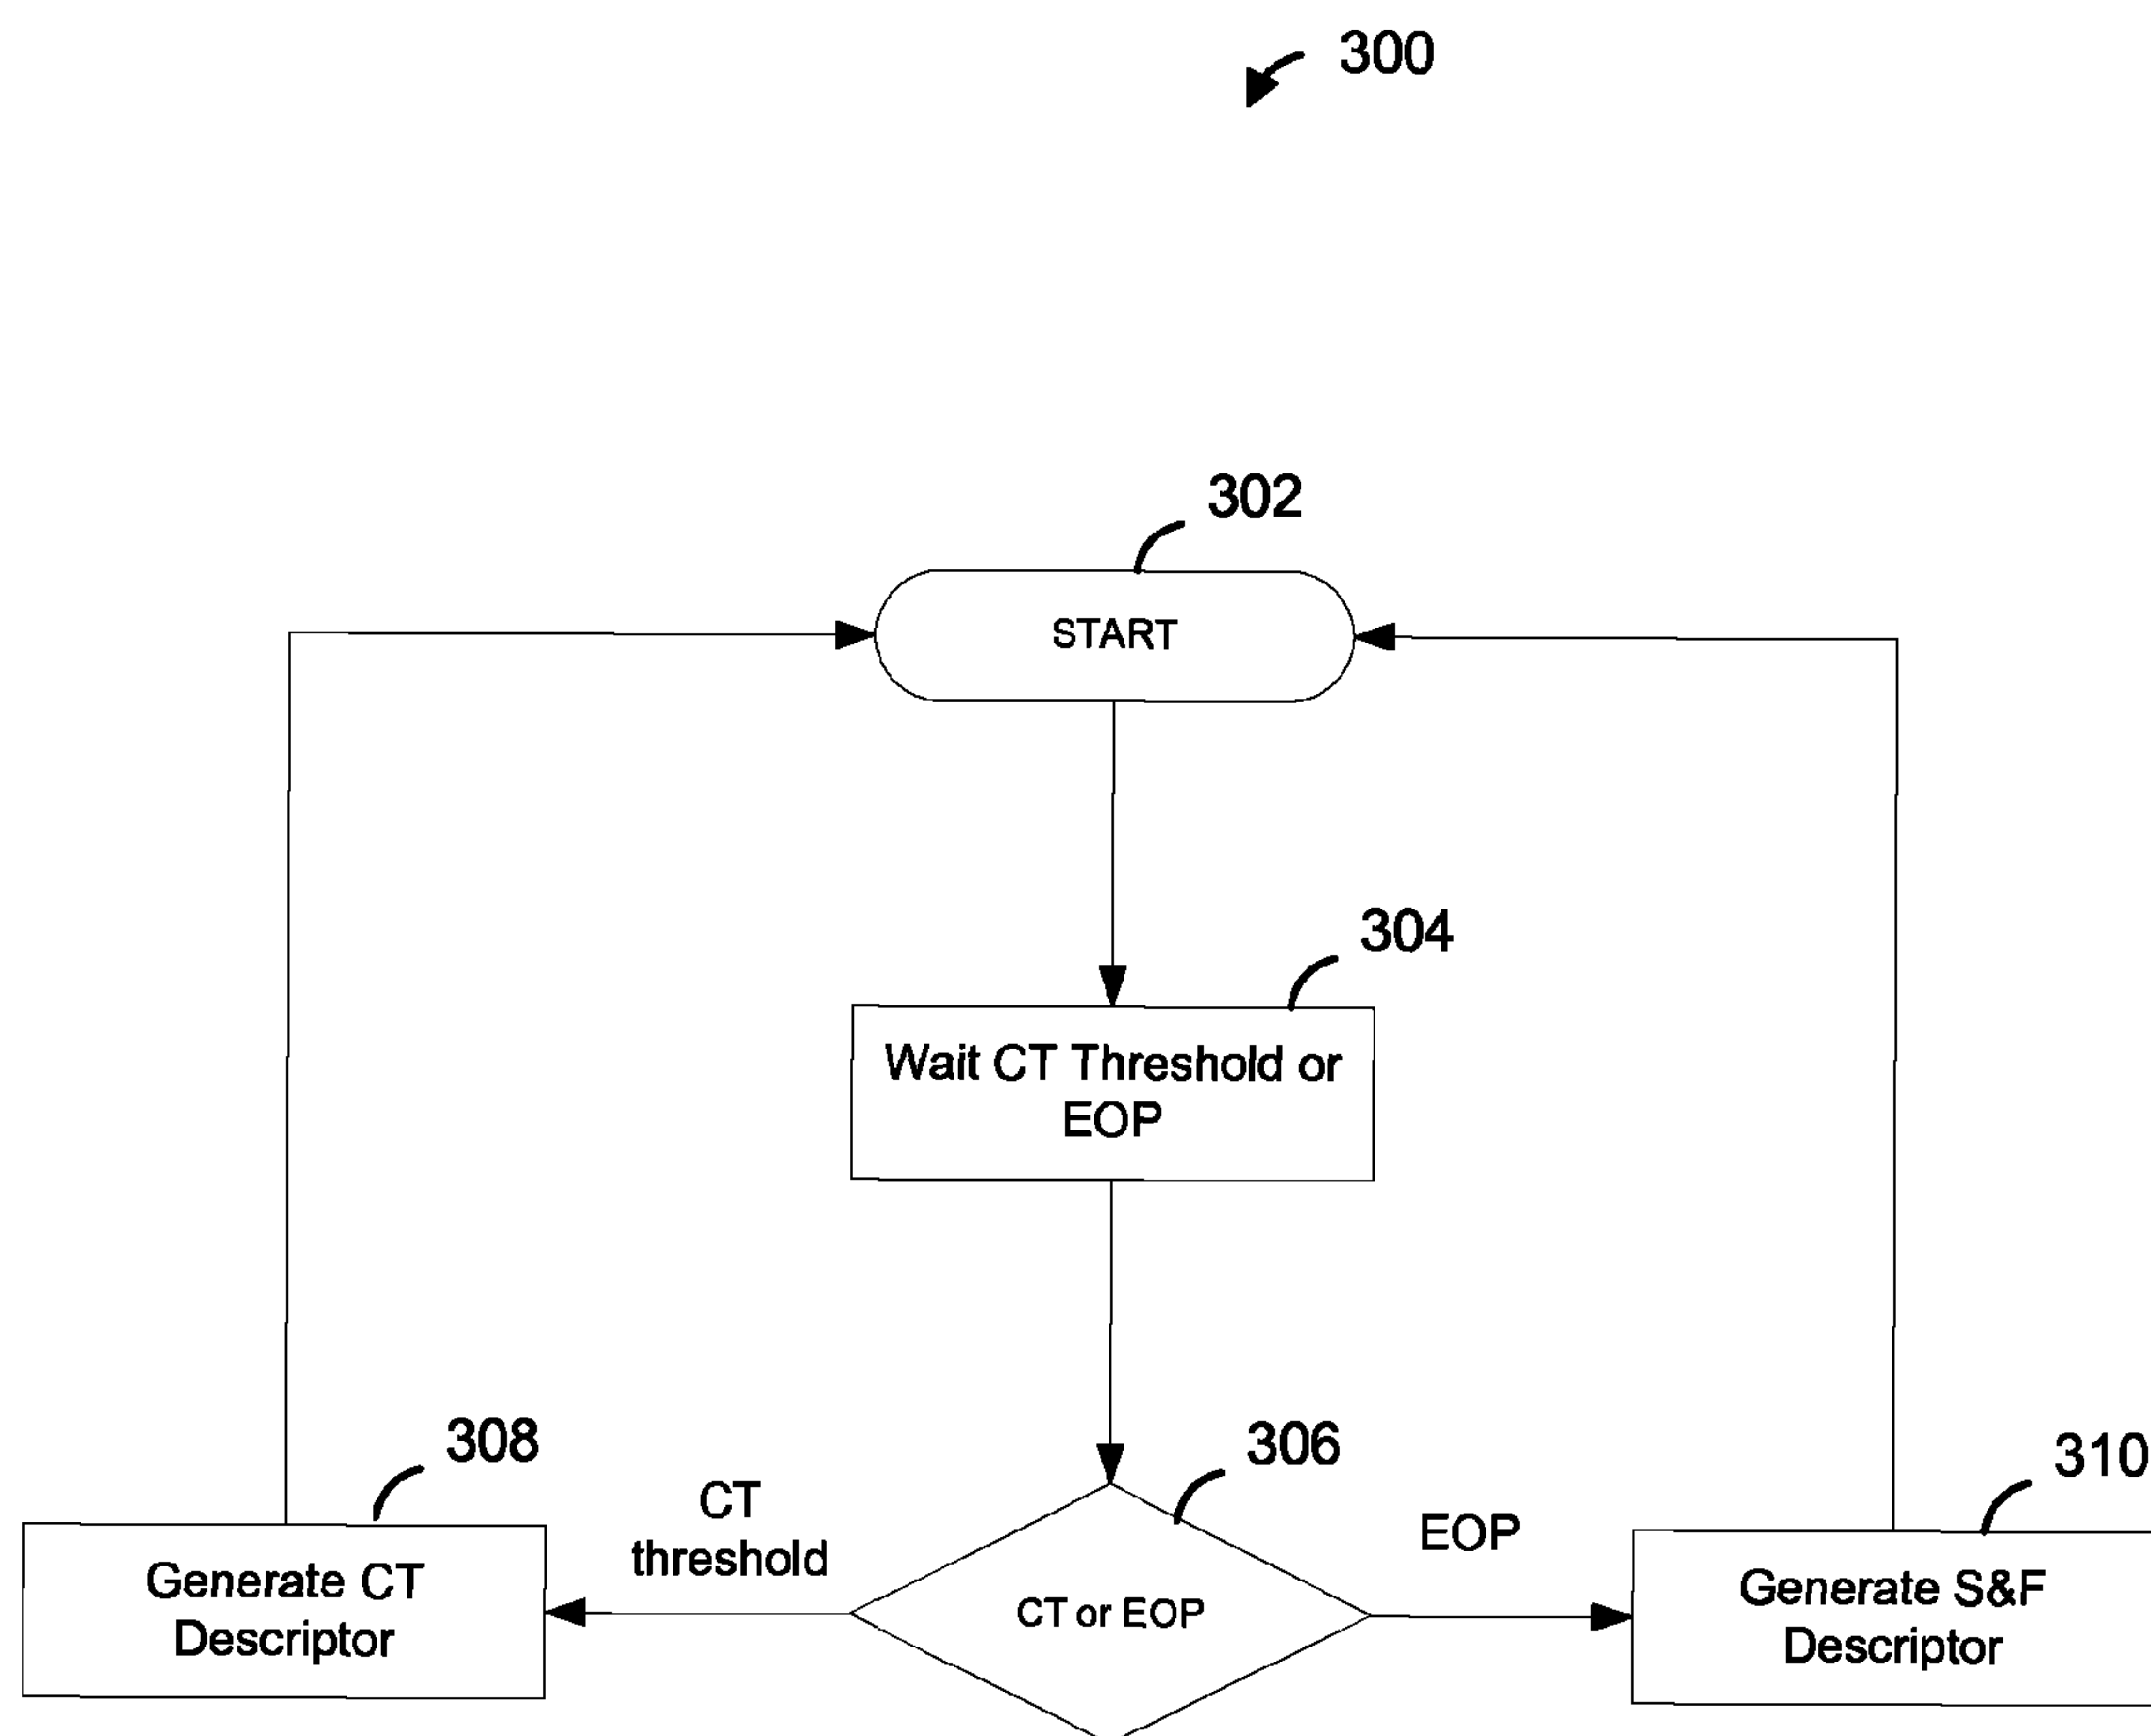 300
302
START
304
Wait CT Threshold or
EOP
308
306
310
CT
threshold
EOP
Generate CT
Descriptor
CT or EOP
Generate S&F
Descriptor